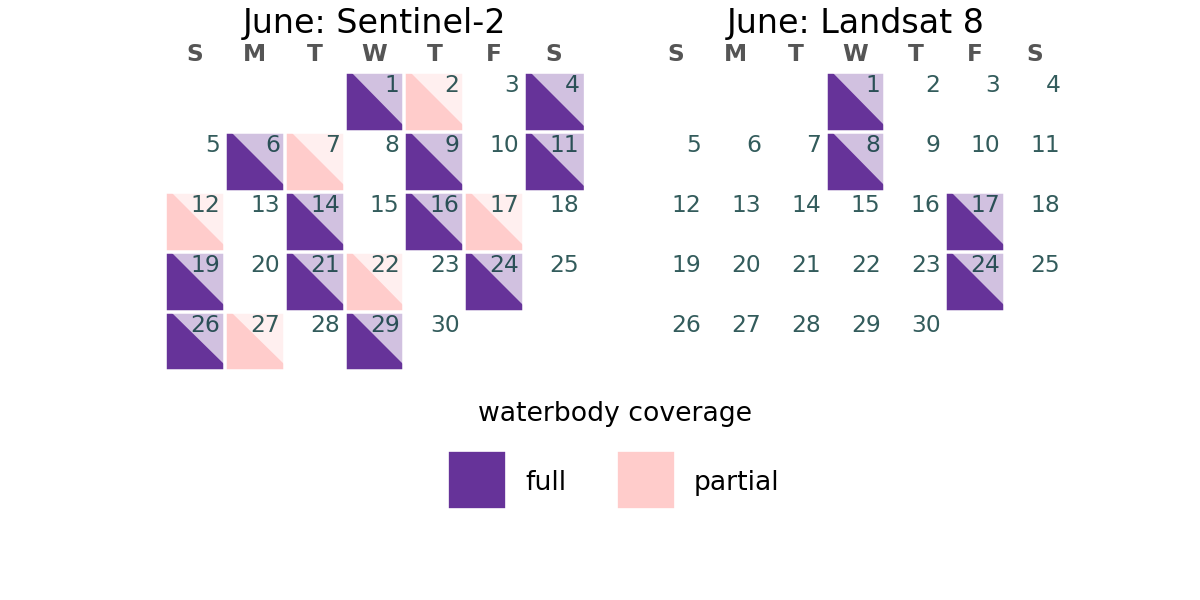 June: Sentinel-2
S M T W T F S
1 2 3 4
5 6 7 8 9 10 11
12 13 14 15 16 17 18
19 20 21 22 23 24 25
26 27 28 29 30
June: Landsat 8
S M T W T F S
1 2 3 4
5 6 7 8 9 10 11
12 13 14 15 16 17 18
19 20 21 22 23 24 25
26 27 28 29 30
waterbody coverage
full partial